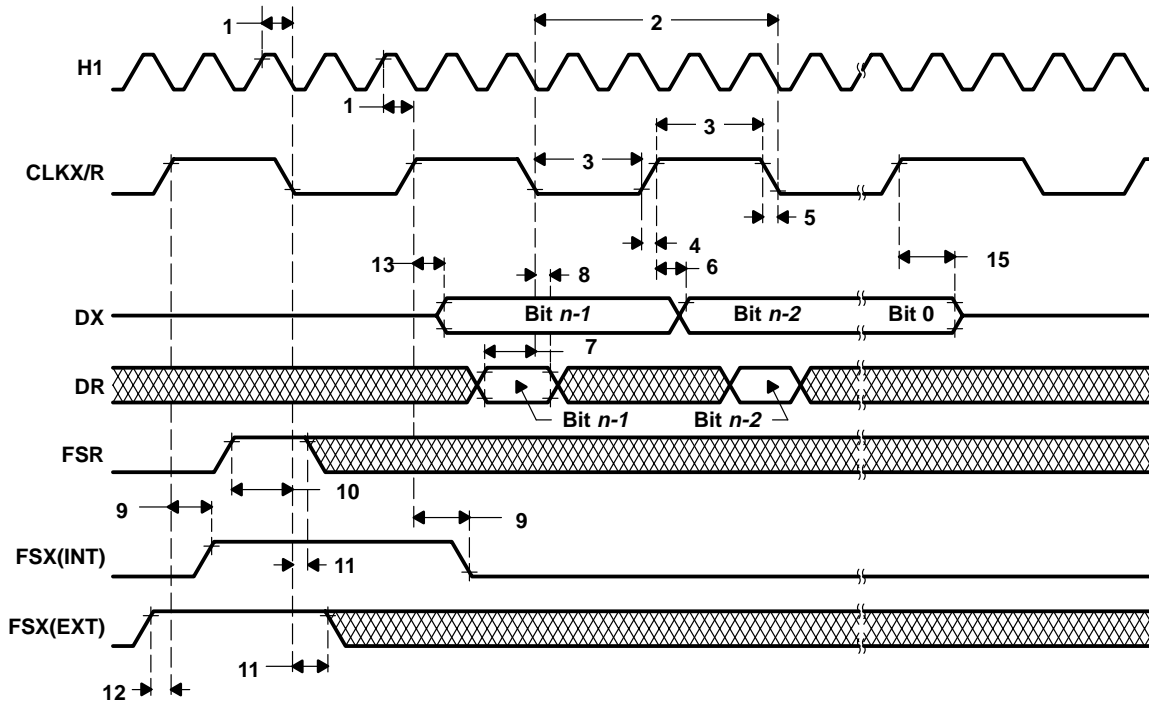 1
2
H1
1
3
CLKX/R
3
5
4
13
8
6
15
DX
Bit n-1
Bit n-2
Bit 0
7
DR
Bit n-1
Bit n-2
FSR
10
9
9
FSX(INT)
11
FSX(EXT)
11
12